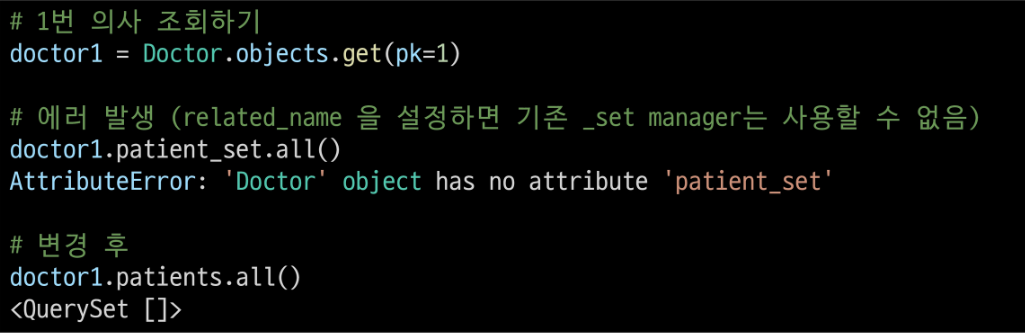 # 1번 의사 조회하기
doctor1 = Doctor.objects.get(pk=1)
# 에러 발생 (related_name 을 설정하면 기존 _set manager는 사용할 수 없음)
doctor1.patient_set.all()
AttributeError: 'Doctor' object has no attribute 'patient_set'
# 변경 후
doctor1.patients.all()
<QuerySet []>